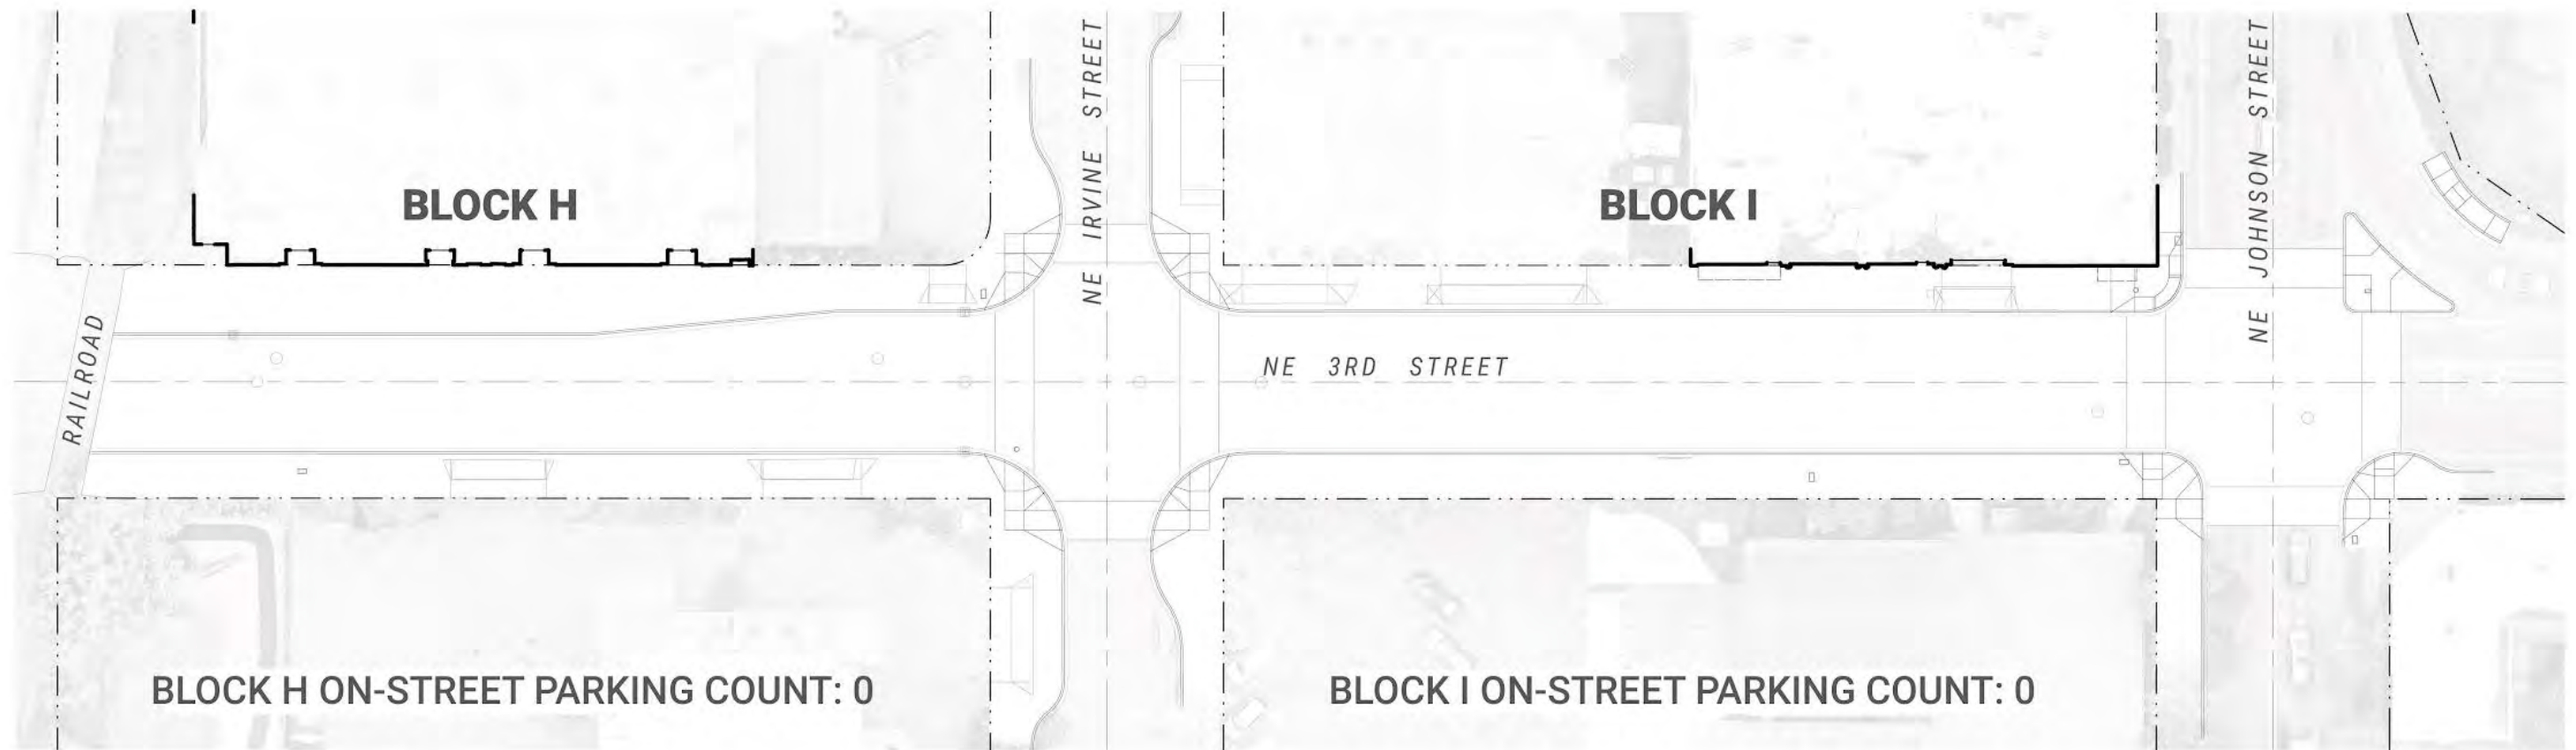 NE IRVINE STREET
NE JOHNSON STREET
BLOCK H
BLOCK I
RAILROAD
NE 3RD STREET
BLOCK H ON-STREET PARKING COUNT: 0
BLOCK I ON-STREET PARKING COUNT: 0